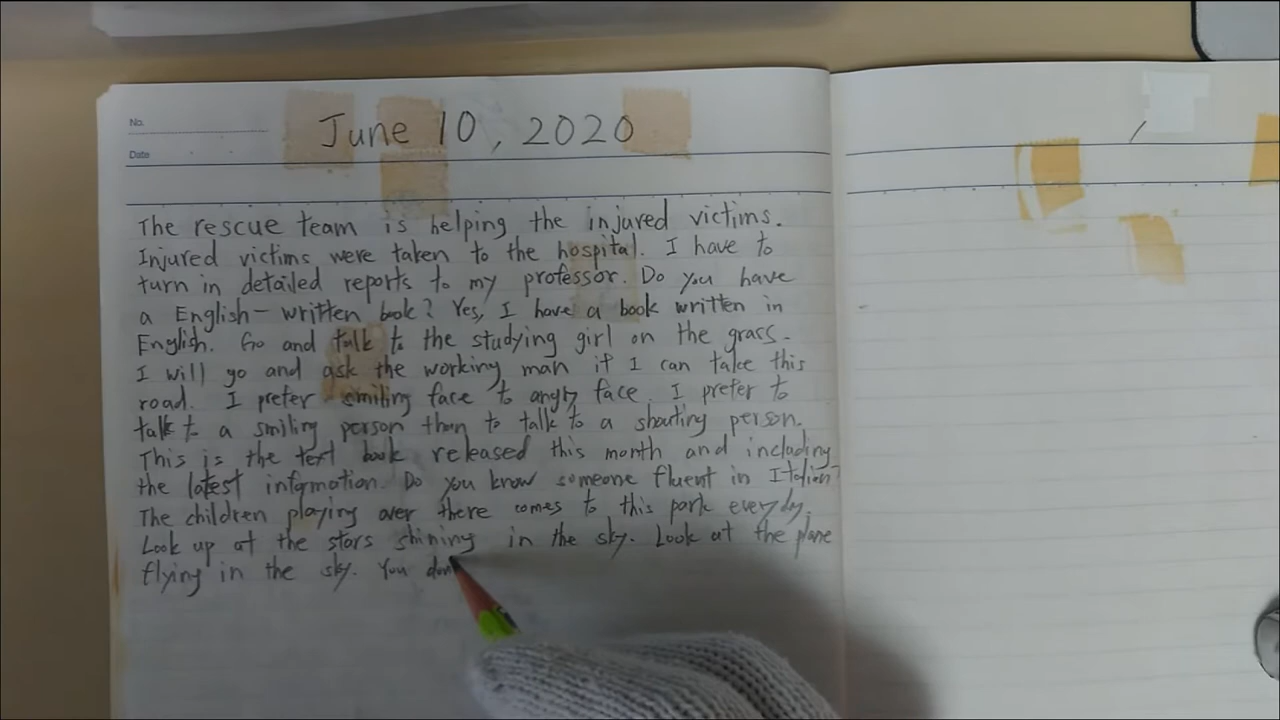 No.
Date
June 10, 2020
The rescue team is helping the injured victims.
Injured victims were taken to the hospital. I have to
turn in detailed reports to my professor. Do you have
a English-written book? Yes, I have a book written in
English. Go and talk to the studying girl on the grass.
I will go and ask the working man if I can take this
road. I prefer smiling face to angry face. I prefer to
talk to a smiling person than to talk to a shouting person.
This is the text book released this month and including
the latest information. Do you know someone fluent in Italian?
The children playing over there comes to this park everyday.
Look up at the stars shining in the sky. Look at the plane
flying in the sky. You don